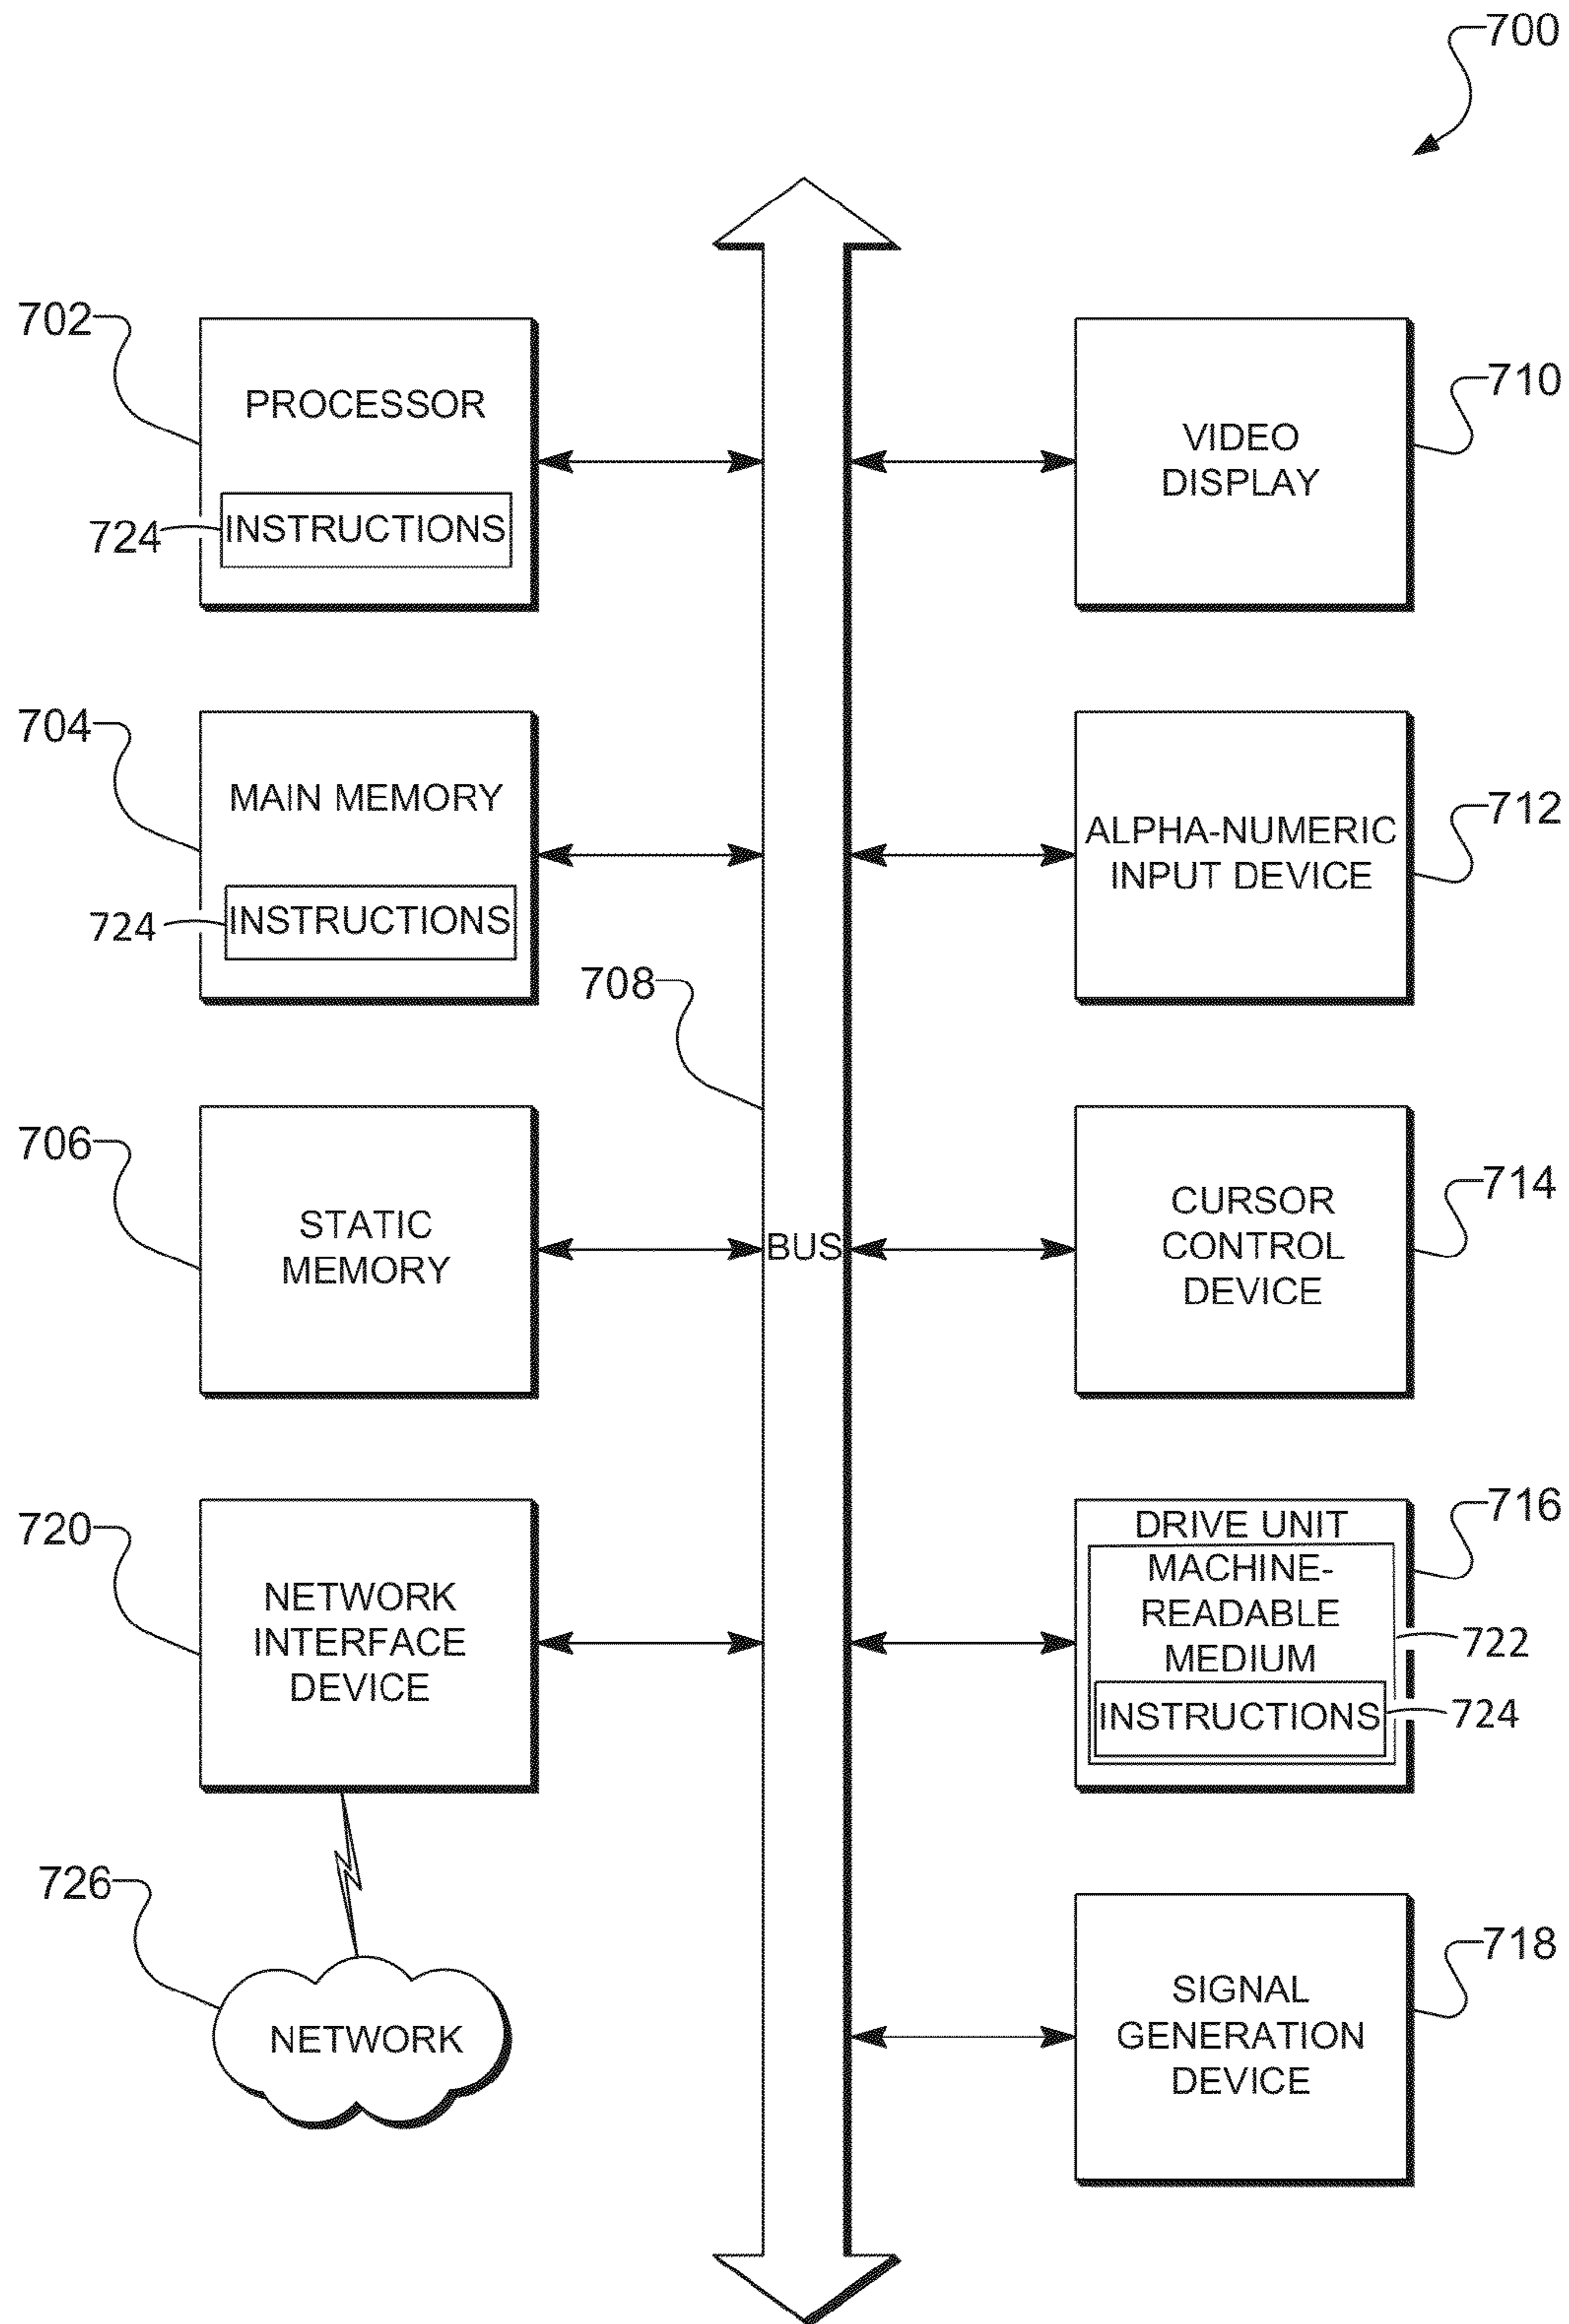 700
702
PROCESSOR
724
INSTRUCTIONS
710
VIDEO
DISPLAY
704
MAIN MEMORY
724
INSTRUCTIONS
712
ALPHA-NUMERIC
INPUT DEVICE
708
706
STATIC
MEMORY
BUS
714
CURSOR
CONTROL
DEVICE
720
NETWORK
INTERFACE
DEVICE
716
DRIVE UNIT
MACHINE-
READABLE
MEDIUM
722
INSTRUCTIONS
724
726
NETWORK
718
SIGNAL
GENERATION
DEVICE